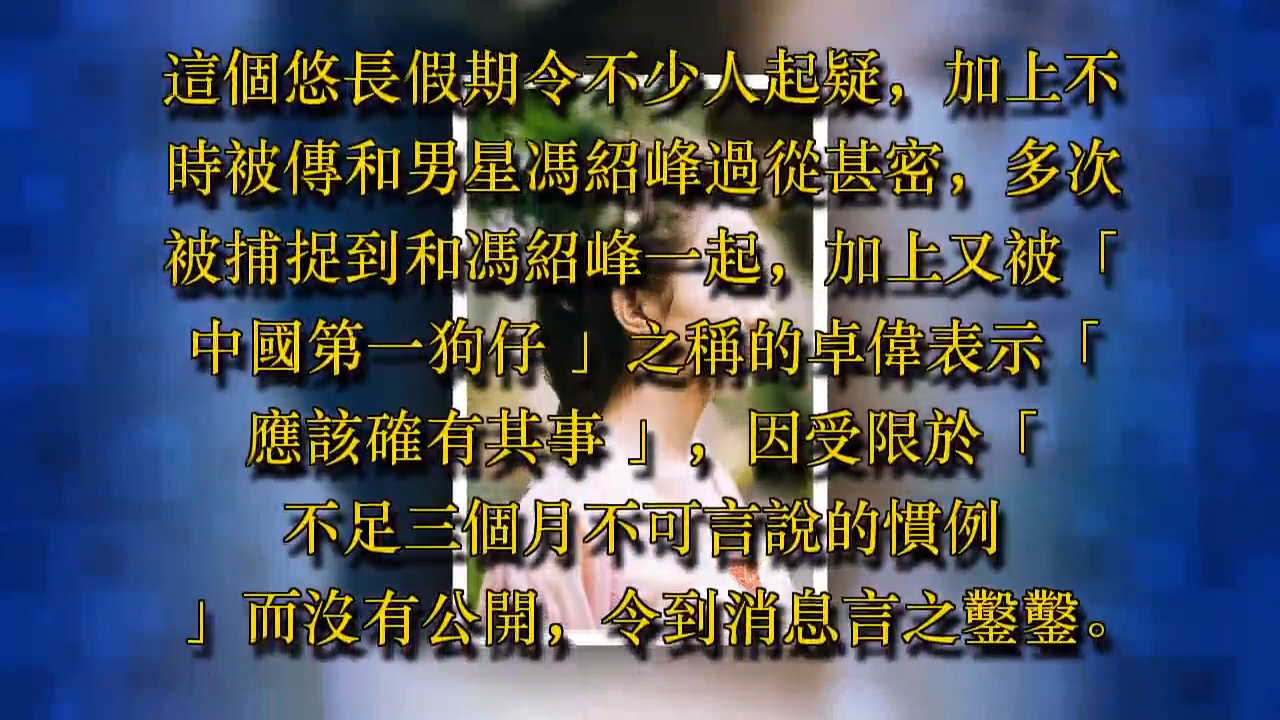 這個悠長假期令不少人起疑，加上不
時被傳和男星馮紹峰過從甚密，多次
被捕捉到和馮紹峰一起，加上又被「
中國第一狗仔 」之稱的卓偉表示「
應該確有其事 」，因受限於「
不足三個月不可言說的慣例
」而沒有公開，令到消息言之鑿鑿。